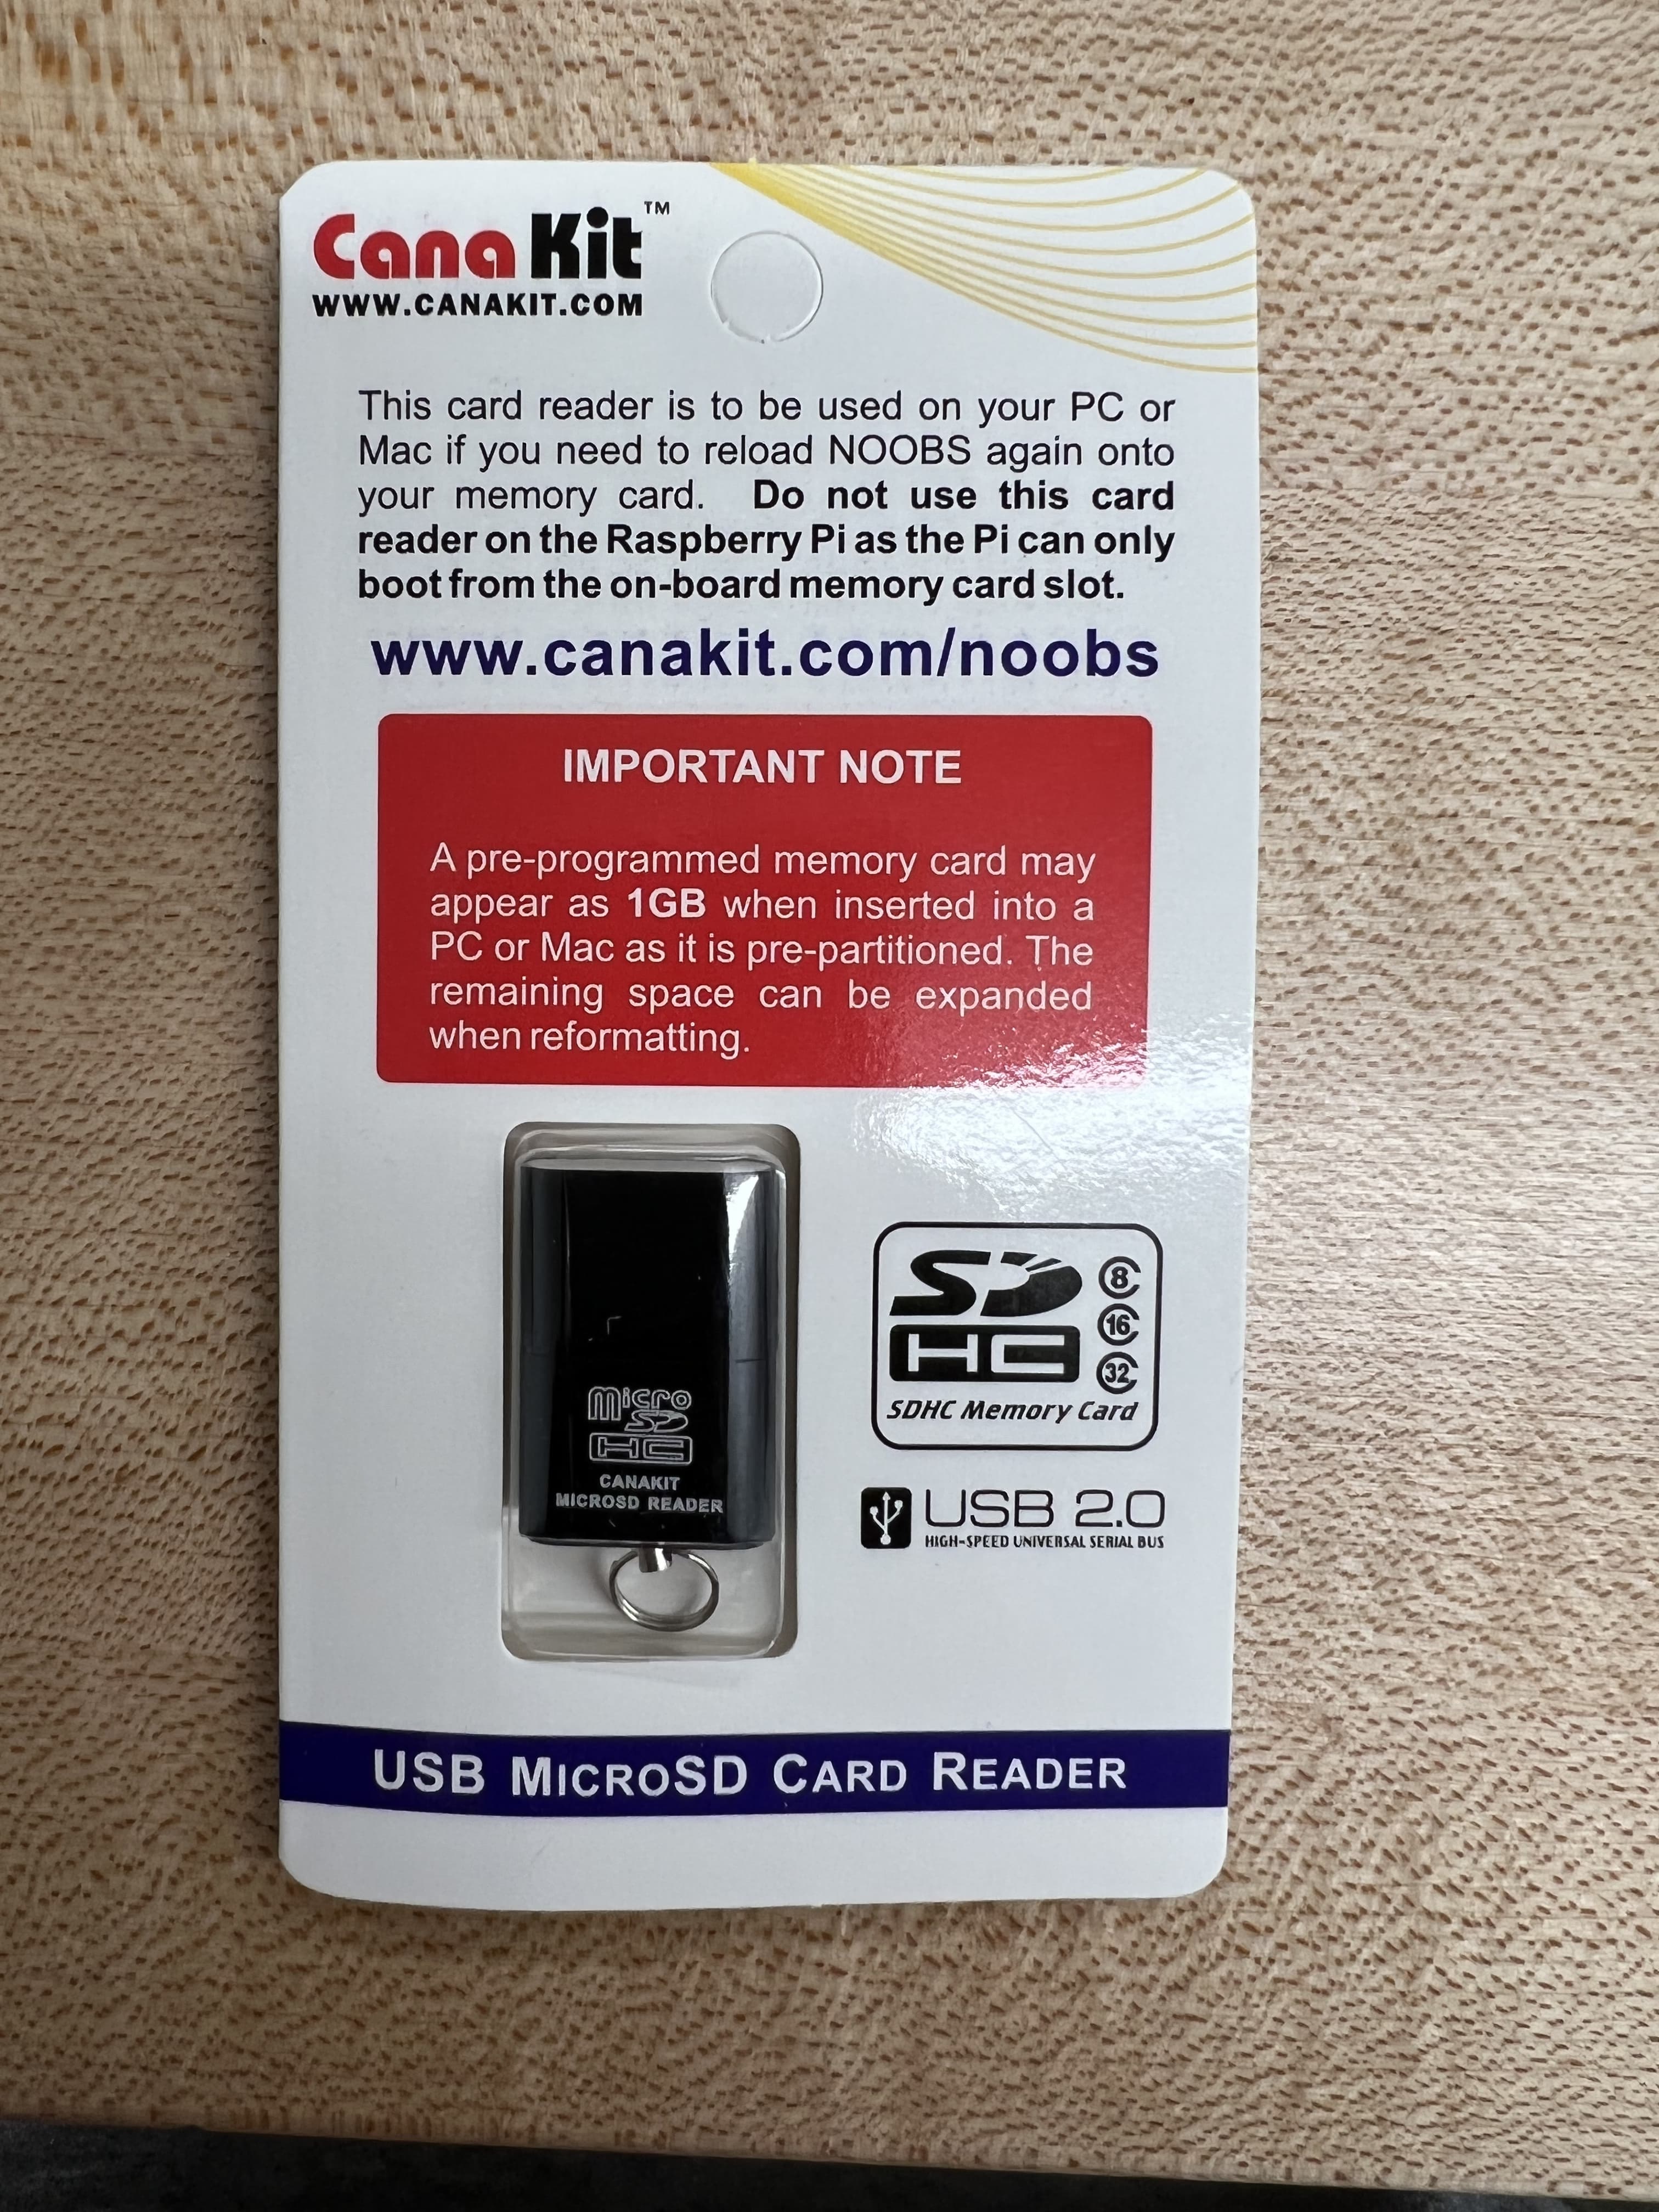 Cana Kit™
WWW.CANAKIT.COM
This card reader is to be used on your PC or
Mac if you need to reload NOOBS again onto
your memory card. Do not use this card
reader on the Raspberry Pi as the Pi can only
boot from the on-board memory card slot.
www.canakit.com/noobs
IMPORTANT NOTE
A pre-programmed memory card may
appear as 1GB when inserted into a
PC or Mac as it is pre-partitioned. The
remaining space can be expanded
when reformatting.
Micro
SD
HC
CANAKIT
MICROSD READER
SD
HC
8
16
32
SDHC Memory Card
USB 2.0
HIGH-SPEED UNIVERSAL SERIAL BUS
USB MICROSD CARD READER